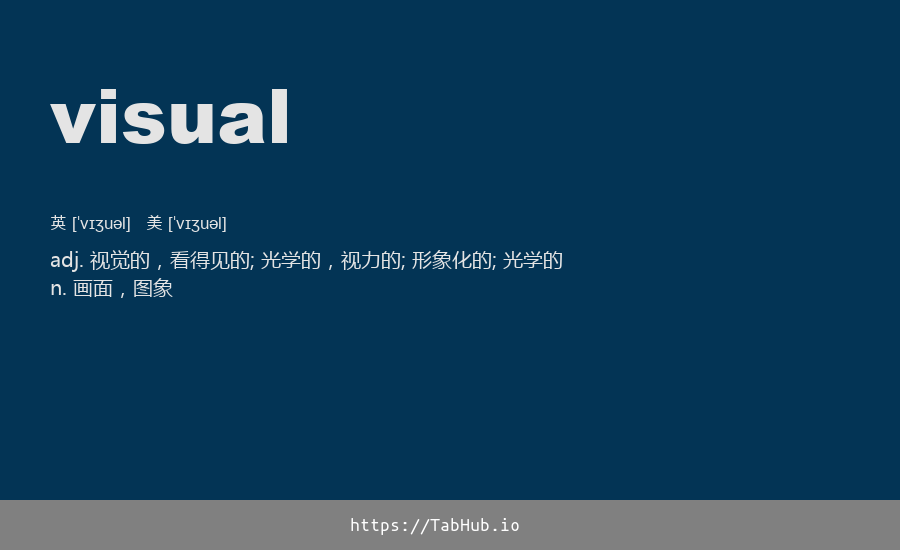 visual
英 [ˈvɪʒuəl] 美 [ˈvɪʒuəl]
adj. 视觉的，看得见的; 光学的，视力的; 形象化的; 光学的
n. 画面，图象
https://TabHub.io